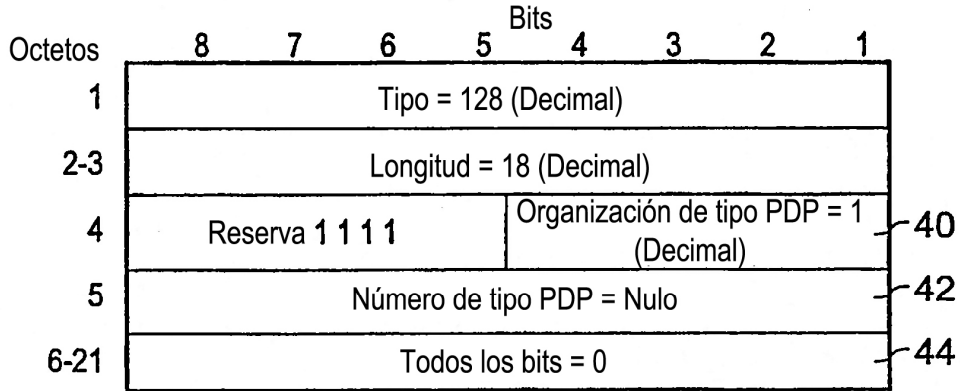 Bits
Octetos 8 7 6 5 4 3 2 1
1 Tipo = 128 (Decimal)
2-3 Longitud = 18 (Decimal)
4 Reserva 1 1 1 1 Organización de tipo PDP = 1 (Decimal) 40
5 Número de tipo PDP = Nulo 42
6-21 Todos los bits = 0 44